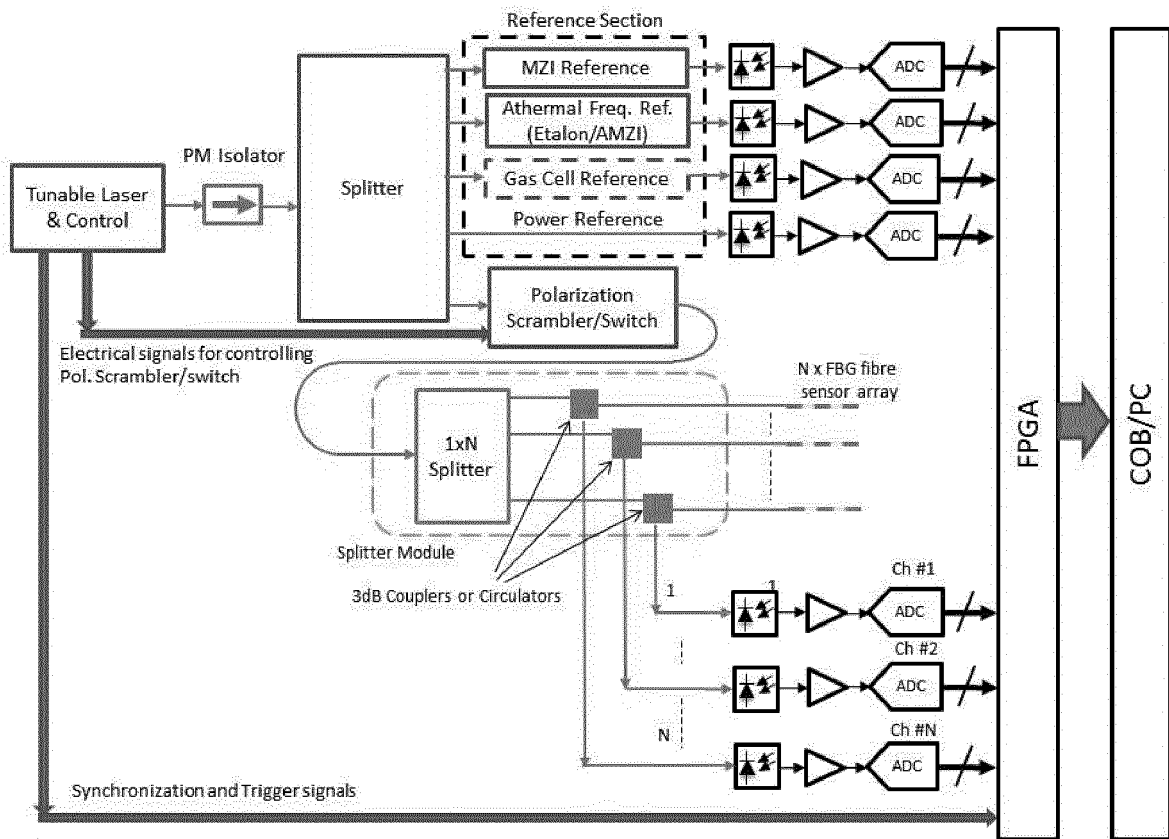 Reference Section
MZI Reference
ADC
Athermal Freq. Ref.
(Etalon/AMZI)
ADC
PM Isolator
Tunable Laser
& Control
Splitter
Gas Cell Reference
ADC
Power Reference
ADC
Polarization
Scrambler/Switch
Electrical signals for controlling
Pol. Scrambler/switch
N x FBG fibre
sensor array
1xN
Splitter
FPGA
COB/PC
Splitter Module
3dB Couplers or Circulators
1
1
Ch #1
ADC
Ch #2
ADC
N
Ch #N
ADC
Synchronization and Trigger signals